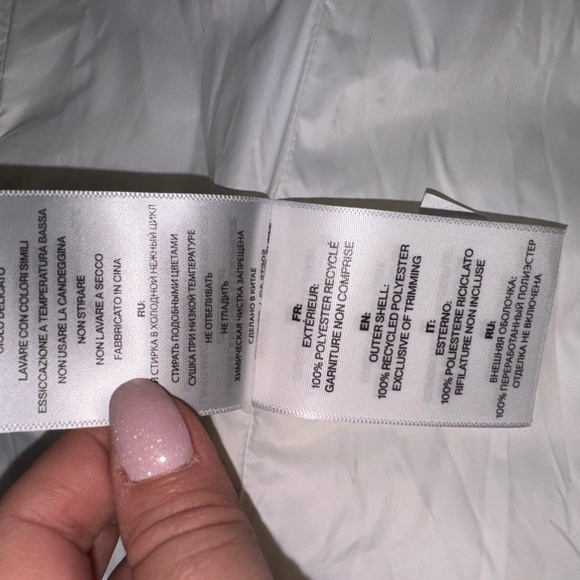 CICLO DELICATO
LAVARE CON COLORI SIMILI
ESSICCAZIONE A TEMPERATURA BASSA
NON USARE LA CANDEGGINA
NON STIRARE
NON LAVARE A SECCO
FABBRICATO IN CINA
RU:
СТИРКА В ХОЛОДНОЙ НЕЖНЫЙ ЦИКЛ
СТИРАТЬ ПОДОБНЫМИ ЦВЕТАМИ
СУШКА ПРИ НИЗКОЙ ТЕМПЕРАТУРЕ
НЕ ОТБЕЛИВАТЬ
НЕ ГЛАДИТЬ
ХИМИЧЕСКАЯ ЧИСТКА ЗАПРЕЩЕНА
СДЕЛАНО В КИТАЕ
FR:
EXTÉRIEUR:
100% POLYESTER RECYCLÉ
GARNITURE NON COMPRISE
EN:
OUTER SHELL:
100% RECYCLED POLYESTER
EXCLUSIVE OF TRIMMING
IT:
ESTERNO:
100% POLIESTERE RICICLATO
RIFILATURE NON INCLUSE
RU:
ВНЕШНЯЯ ОБОЛОЧКА:
100% ПЕРЕРАБОТАННЫЙ ПОЛИЭСТЕР
ОТДЕЛКА НЕ ВКЛЮЧЕНА